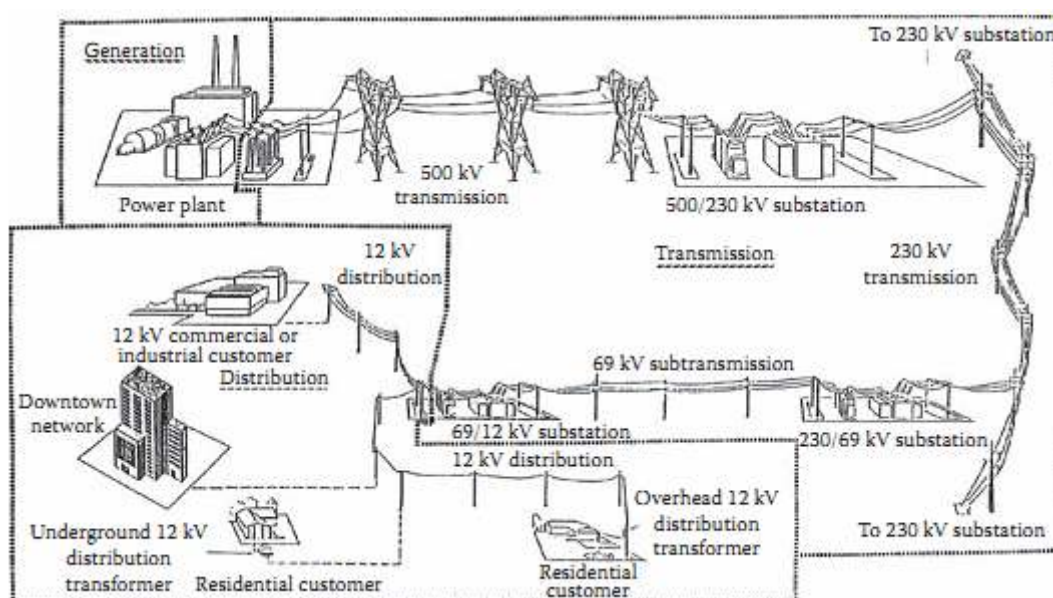 Generation
To 230 kV substation
500 kV
transmission
Power plant
500/230 kV substation
12 kV
distribution
Transmission
230 kV
transmission
12 kV commercial or
industrial customer
Distribution
69 kV subtransmission
Downtown
network
69/12 kV substation
230/69 kV substation
12 kV distribution
Underground 12 kV
distribution
transformer
Residential customer
Overhead 12 kV
distribution
transformer
Residential
customer
To 230 kV substation